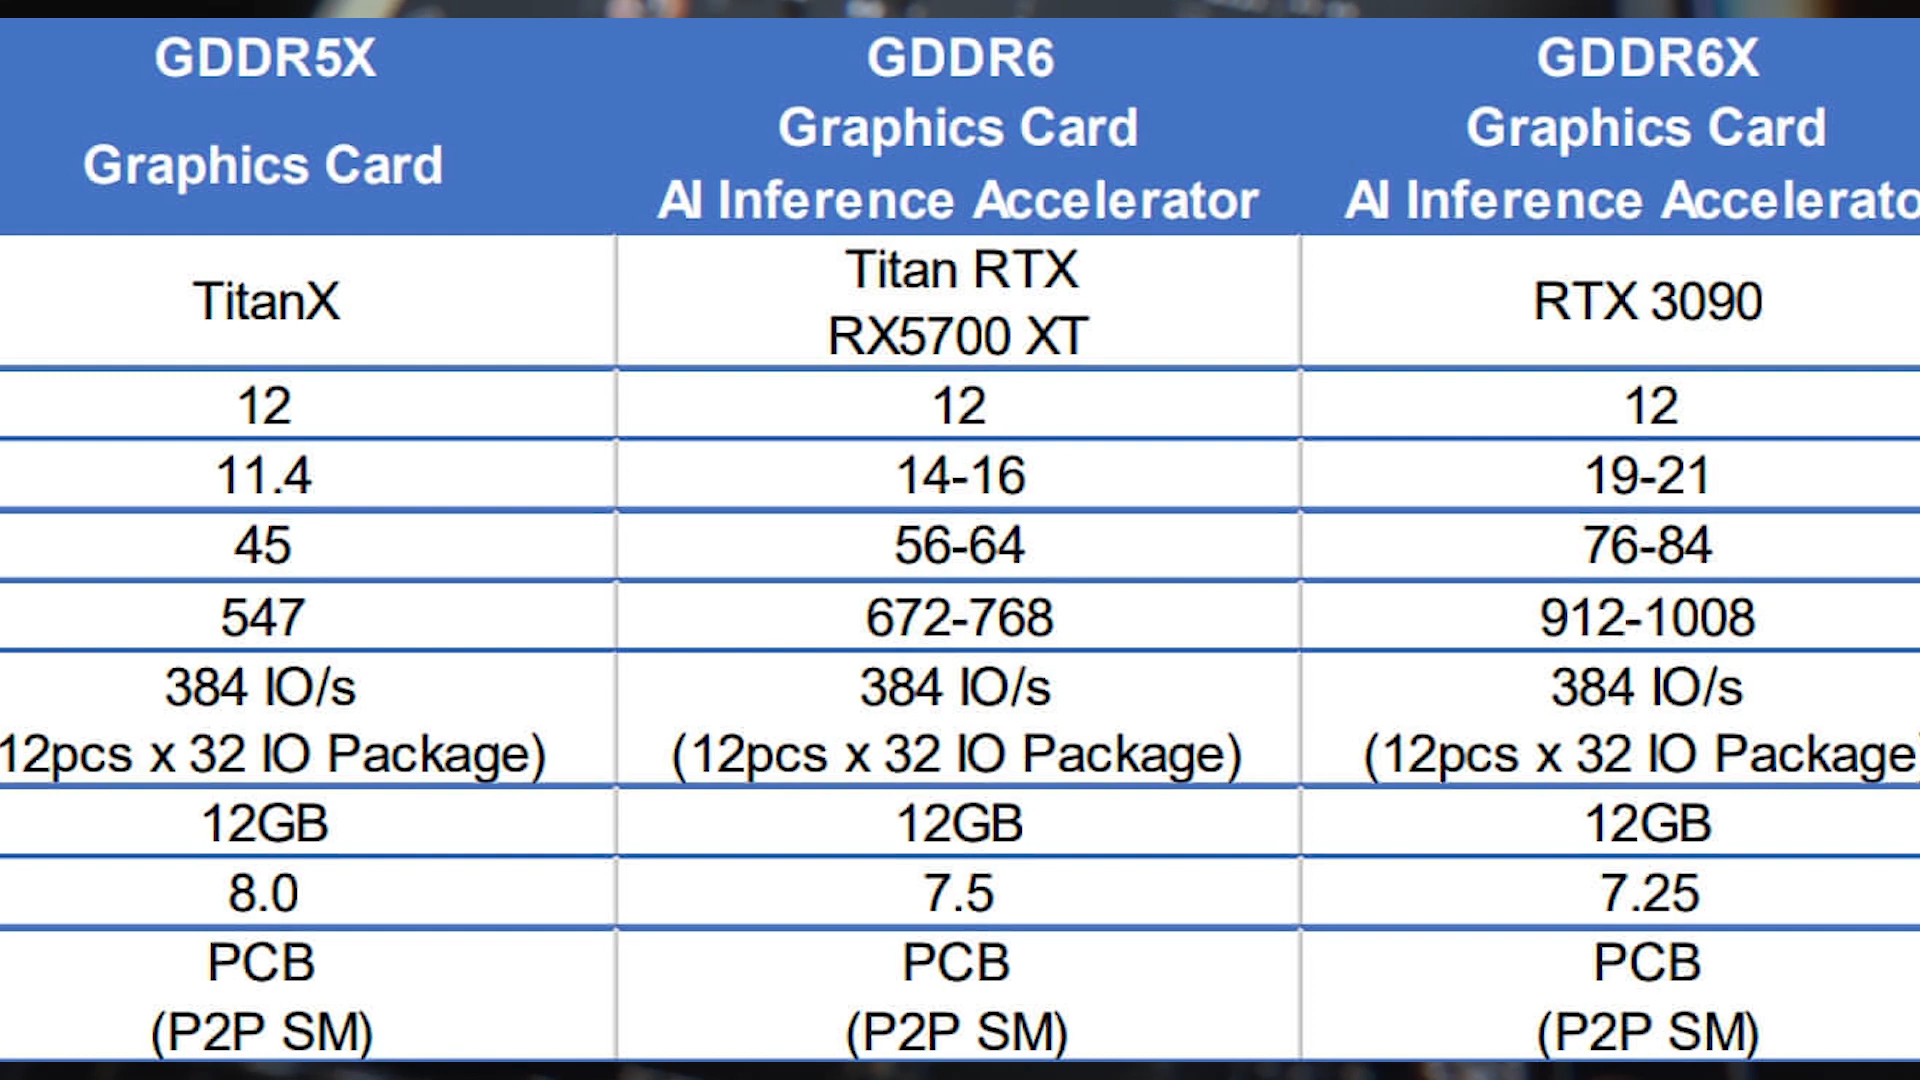 GDDR5X GDDR6 GDDR6X
Graphics Card Graphics Card Graphics Card
AI Inference Accelerator AI Inference Accelerato
TitanX Titan RTX RTX 3090
RX5700 XT
12 12 12
11.4 14-16 19-21
45 56-64 76-84
547 672-768 912-1008
384 IO/s 384 IO/s 384 IO/s
12pcs x 32 IO Package) (12pcs x 32 IO Package) (12pcs x 32 IO Package)
12GB 12GB 12GB
8.0 7.5 7.25
PCB PCB PCB
(P2P SM) (P2P SM) (P2P SM)